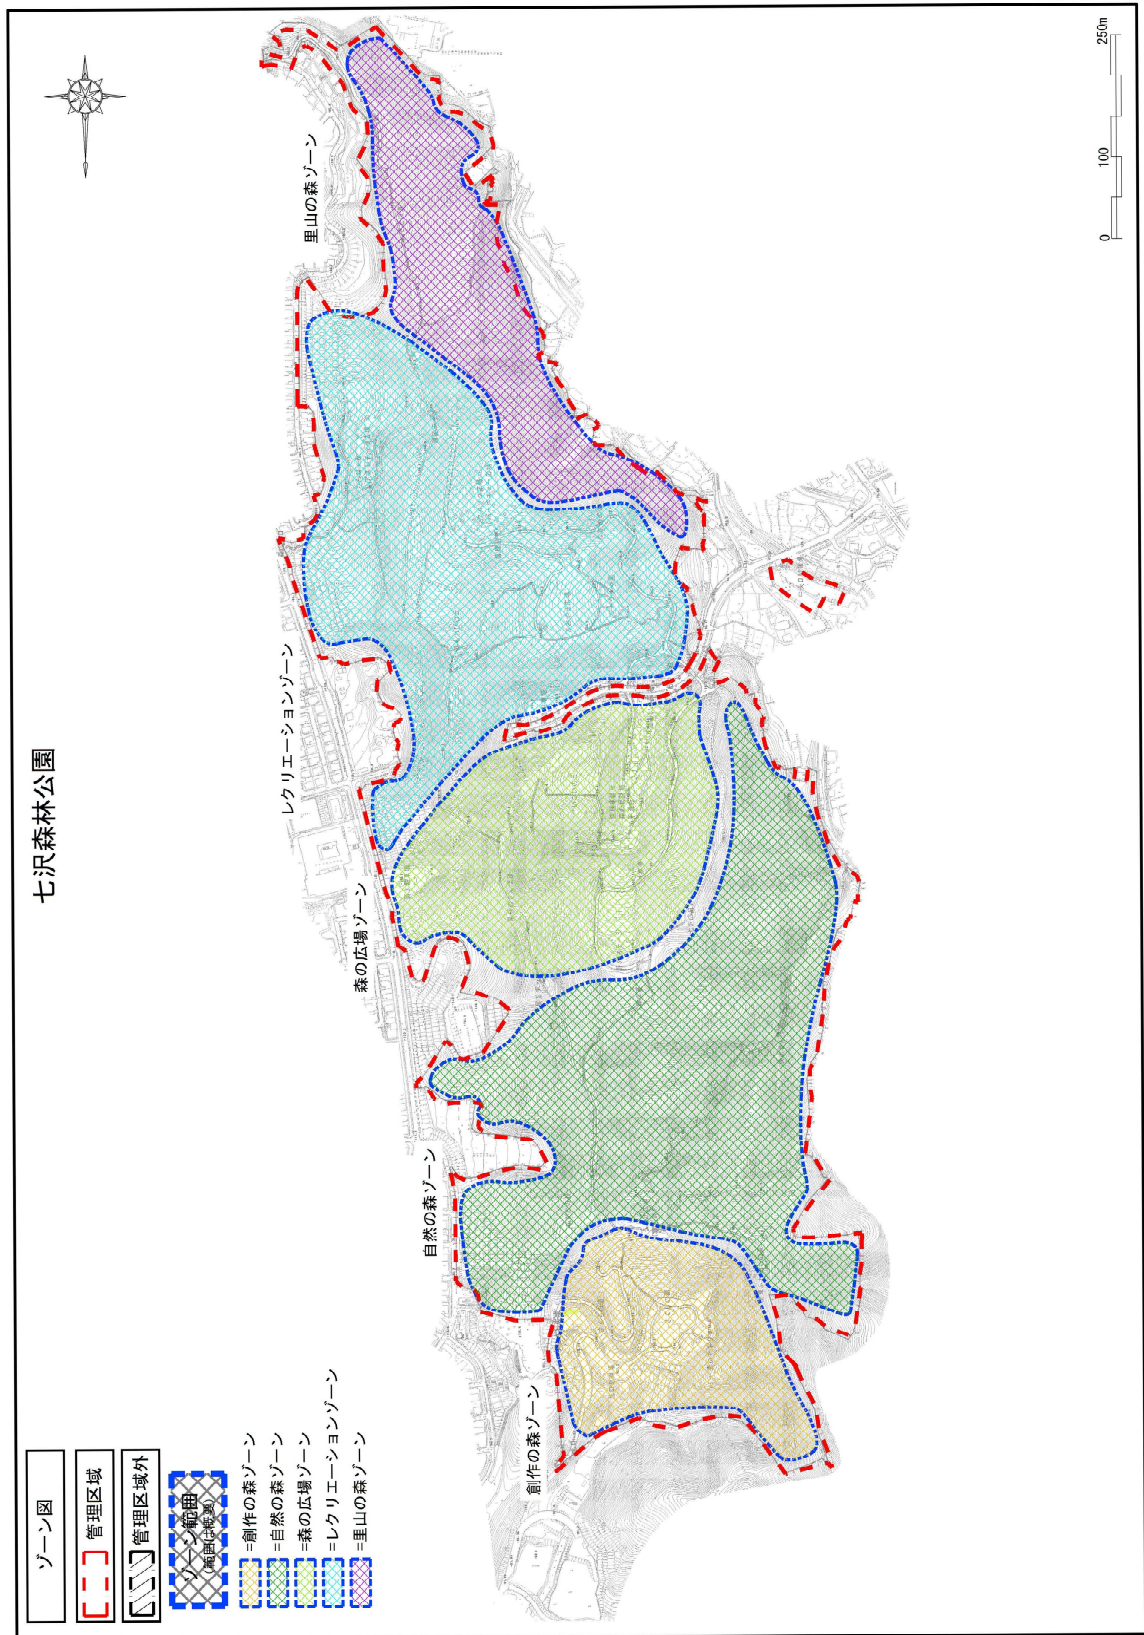 七沢森林公園
ゾーン図
管理区域
管理区域外
ゾーン範囲
(範囲は概要)
=創作の森ゾーン
=自然の森ゾーン
=森の広場ゾーン
=レクリエーションゾーン
=里山の森ゾーン
創作の森ゾーン
自然の森ゾーン
森の広場ゾーン
レクリエーションゾーン
里山の森ゾーン
0 100 250m